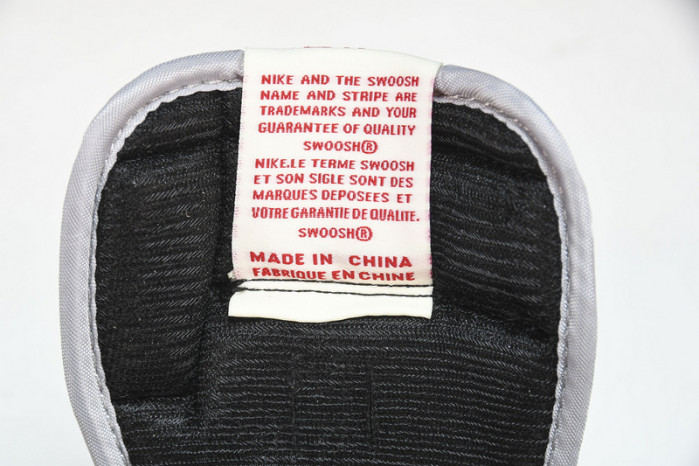 NIKE AND THE SWOOSH
NAME AND STRIPE ARE
TRADEMARKS AND YOUR
GUARANTEE OF QUALITY
SWOOSH®
NIKE.LE TERME SWOOSH
ET SON SIGLE SONT DES
MARQUES DEPOSEES ET
VOTRE GARANTIE DE QUALITE.
SWOOSH®
MADE IN CHINA
FABRIQUE EN CHINE